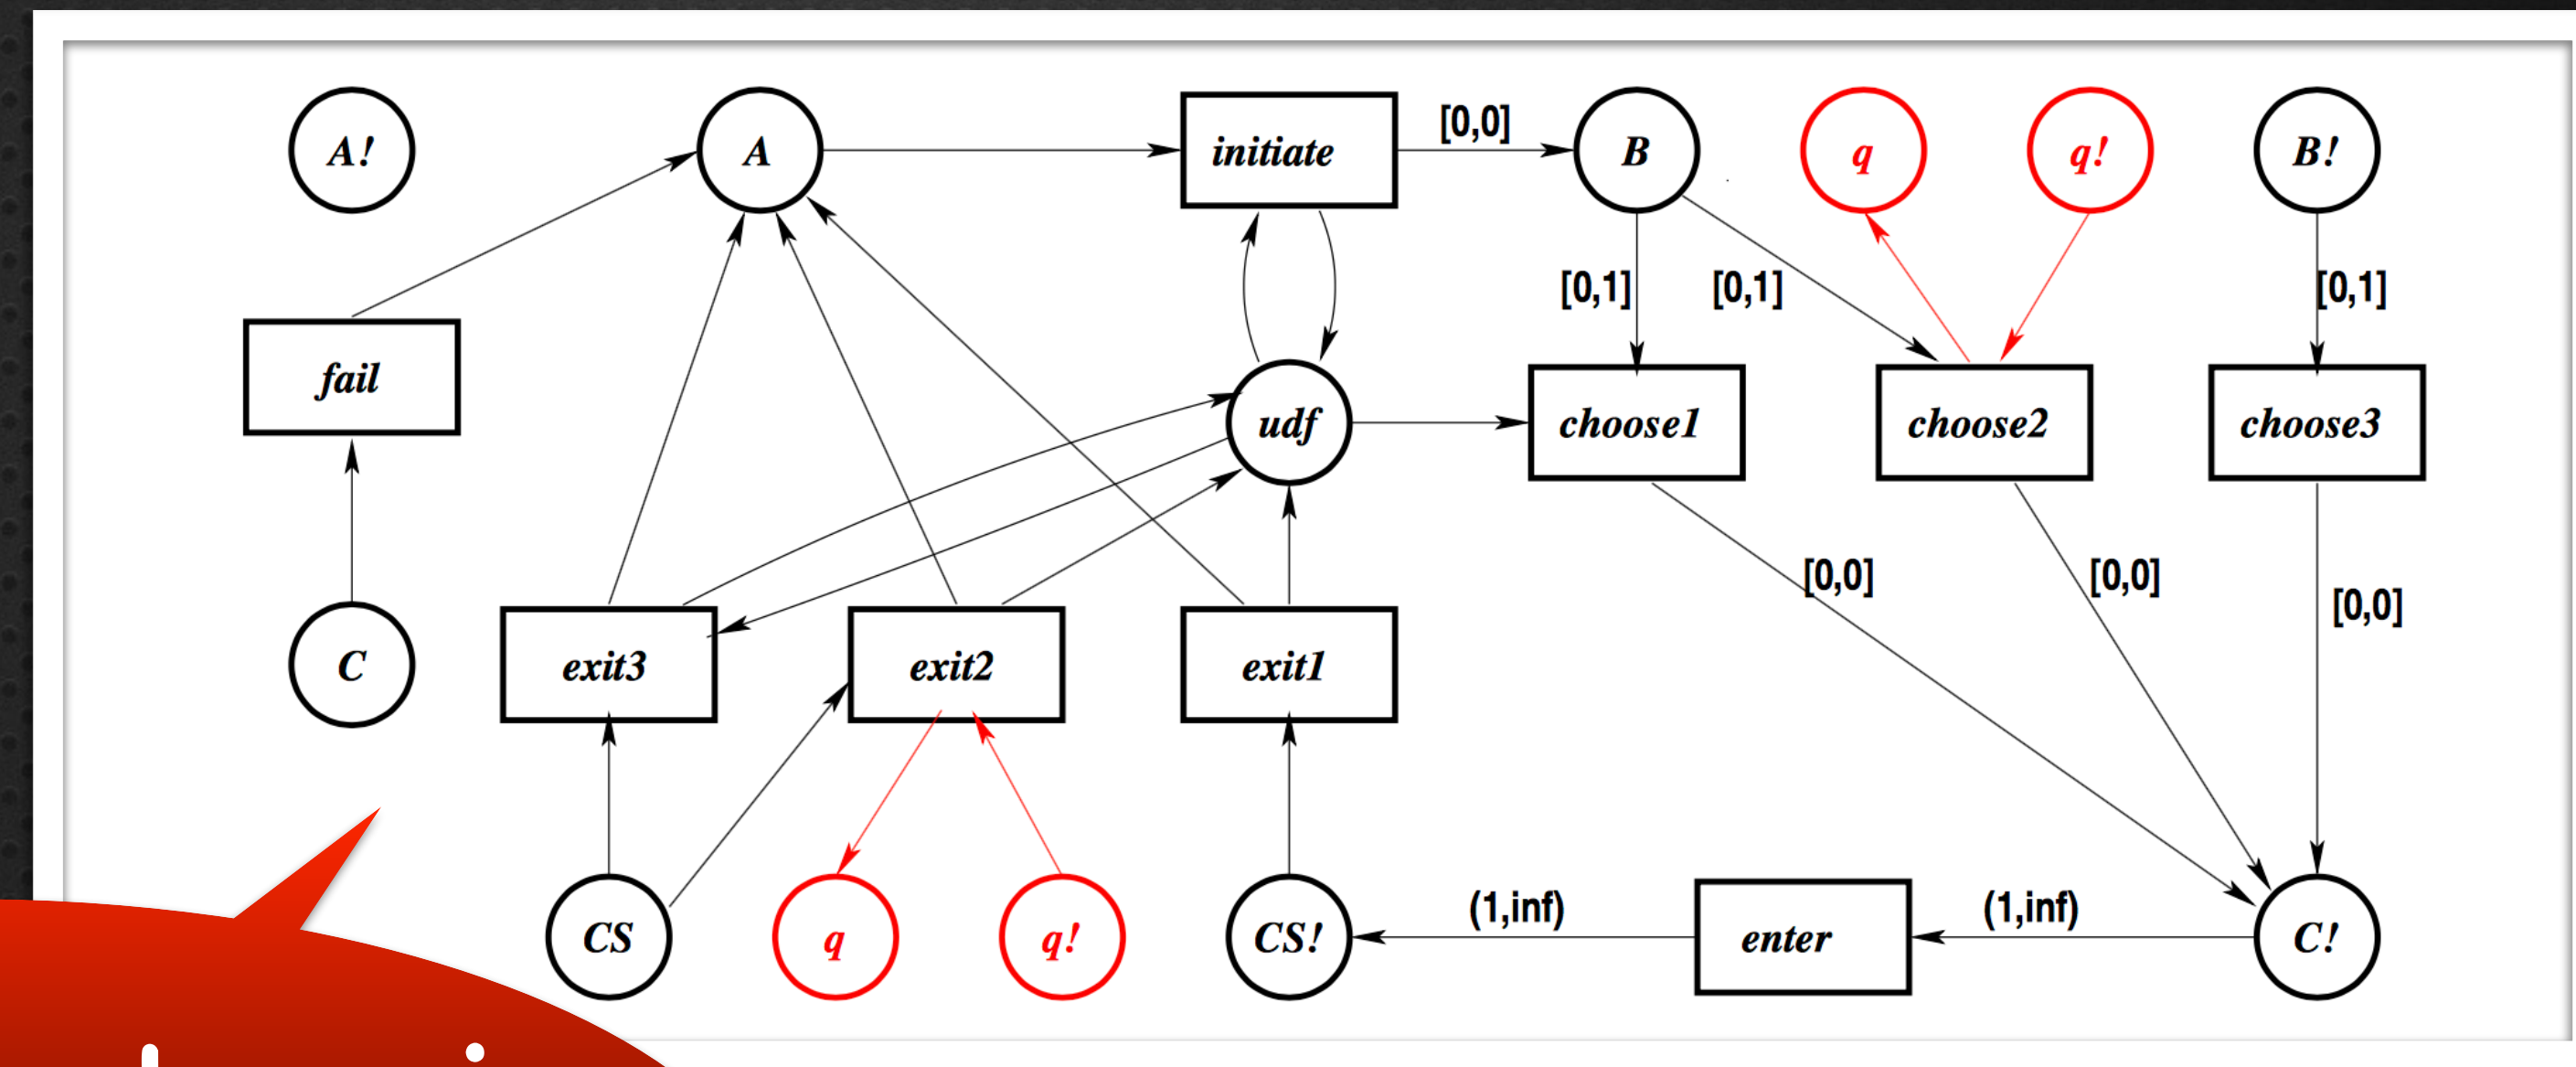 A!
A
initiate
[0,0]
B
q
q!
B!
[0,1]
[0,1]
[0,1]
fail
udf
choose1
choose2
choose3
[0,0]
[0,0]
[0,0]
C
exit3
exit2
exit1
CS
q
q!
CS!
(1,inf)
enter
(1,inf)
C!